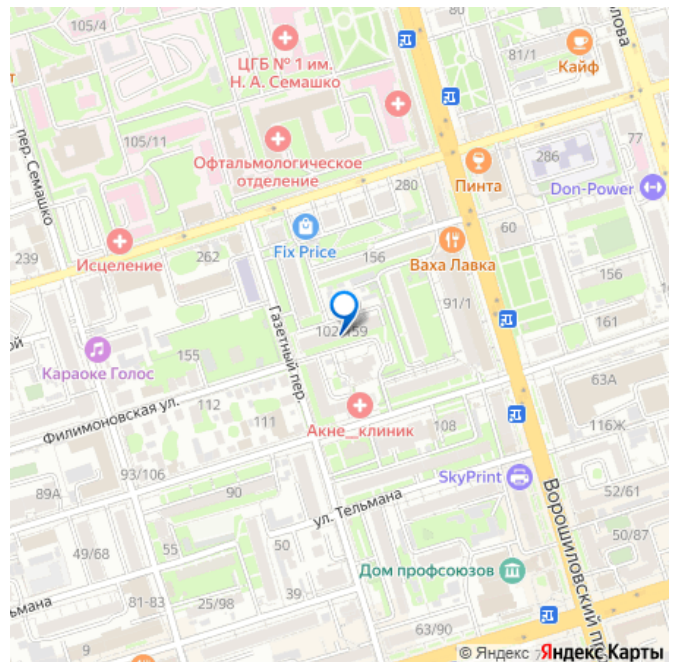 105/4
80
лова
ЦГБ № 1 им.
Н. А. Семашко
81/1
Кайф
пер. Семашко
105/11
Офтальмологическое
отделение
286
77
280
Пинта
Don-Power
239
Исцеление
262
Fix Price
156
Ваха Лавка
60
156
91/1
161
Газетный пер.
155
Караоке Голос
63А
Филимоновская ул.
112
111
Акне_клиник
108
116Ж
93/106
SkyPrint
89А
90
ул. Тельмана
52/61
Ворошиловский пр
49/68
55
50
50/87
Дом профсоюзов
39
81-83
25/98
63/90
9
© Яндекс
Яндекс Карты